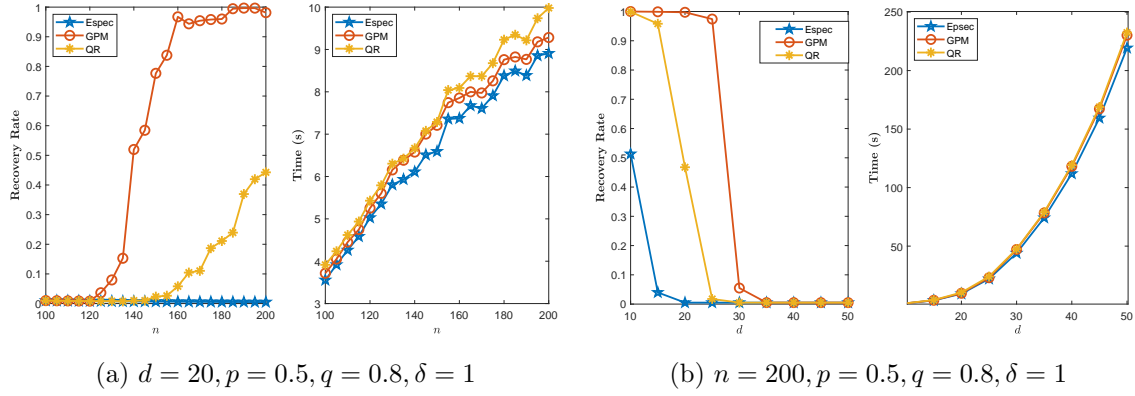 Espec
GPM
QR
1
0.9
0.8
0.7
0.6
0.5
0.4
0.3
0.2
0.1
0
100 120 140 160 180 200
Recovery Rate
n
Espec
GPM
QR
10
9
8
7
6
5
4
3
100 120 140 160 180 200
Time (s)
n
Epsec
GPM
QR
1
0.9
0.8
0.7
0.6
0.5
0.4
0.3
0.2
0.1
0
10 20 30 40 50
Recovery Rate
d
Epsec
GPM
QR
250
200
150
100
50
20 30 40 50
Time (s)
d
(a) d = 20, p = 0.5, q = 0.8, δ = 1
(b) n = 200, p = 0.5, q = 0.8, δ = 1